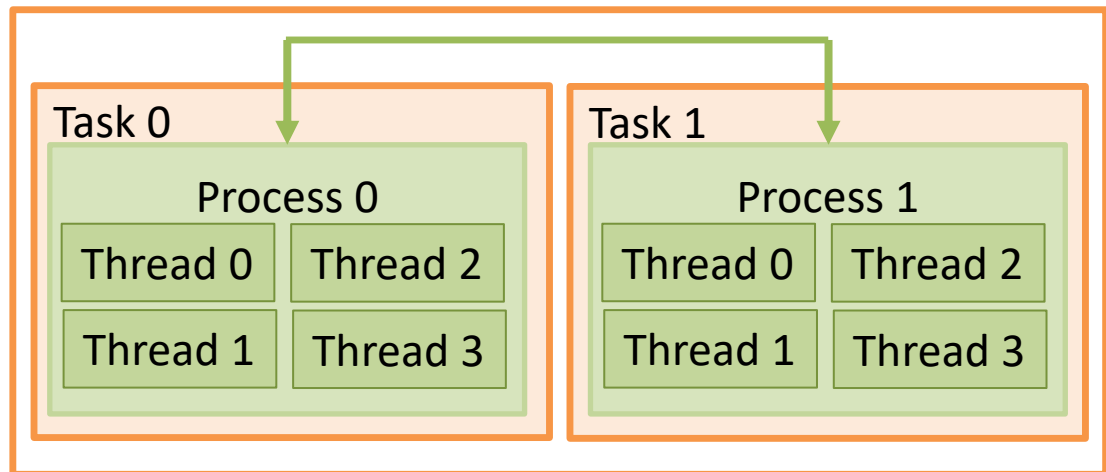 Task 0
Process 0
Thread 0
Thread 2
Thread 1
Thread 3
Task 1
Process 1
Thread 0
Thread 2
Thread 1
Thread 3